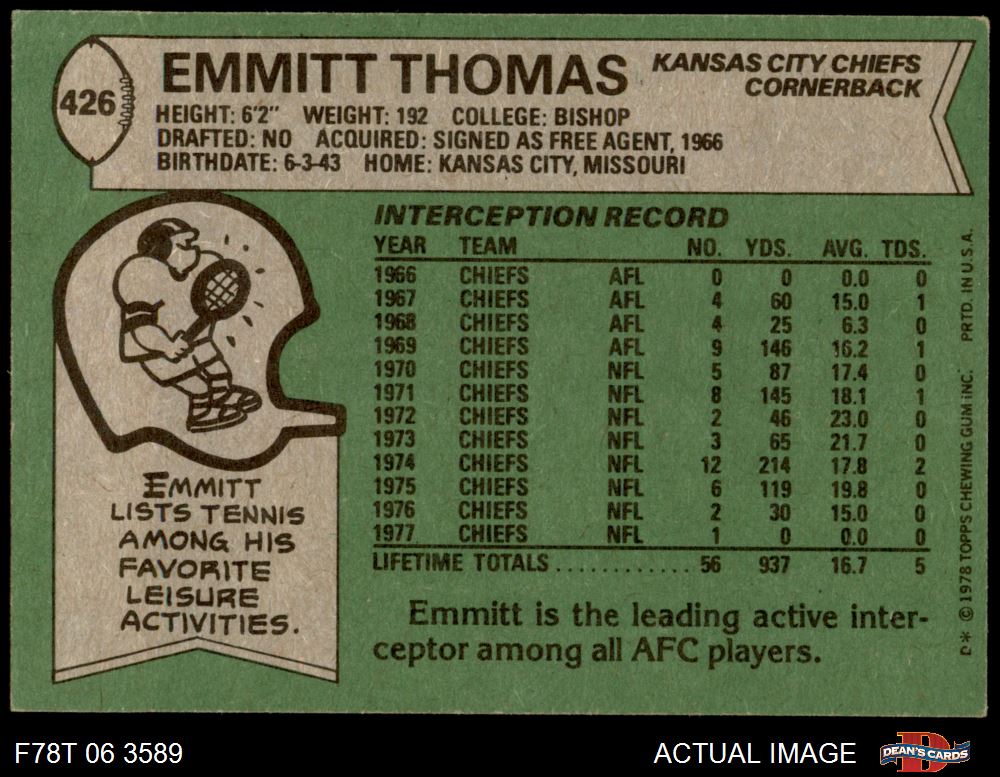 426
EMMITT THOMAS
KANSAS CITY CHIEFS
CORNERBACK
HEIGHT: 6'2" WEIGHT: 192 COLLEGE: BISHOP
DRAFTED: NO ACQUIRED: SIGNED AS FREE AGENT, 1966
BIRTHDATE: 6-3-43 HOME: KANSAS CITY, MISSOURI
INTERCEPTION RECORD
YEAR TEAM NO. YDS. AVG. TDS.
1966 CHIEFS AFL 0 0 0.0 0
1967 CHIEFS AFL 4 60 15.0 1
1968 CHIEFS AFL 4 25 6.3 0
1969 CHIEFS AFL 9 146 16.2 1
1970 CHIEFS NFL 5 87 17.4 0
1971 CHIEFS NFL 8 145 18.1 1
1972 CHIEFS NFL 2 46 23.0 0
1973 CHIEFS NFL 3 65 21.7 0
1974 CHIEFS NFL 12 214 17.8 2
1975 CHIEFS NFL 6 119 19.8 0
1976 CHIEFS NFL 2 30 15.0 0
1977 CHIEFS NFL 1 0 0.0 0
LIFETIME TOTALS ............ 56 937 16.7 5
Emmitt is the leading active inter-
ceptor among all AFC players.
EMMITT
LISTS TENNIS
AMONG HIS
FAVORITE
LEISURE
ACTIVITIES.
D* © 1978 TOPPS CHEWING GUM INC. PRTD. IN U.S.A.
F78T 06 3589
ACTUAL IMAGE
D
DEAN'S CARDS